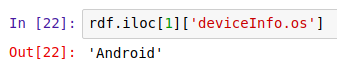 In [22]: rdf.iloc[1]['deviceInfo.os']
Out[22]: 'Android'